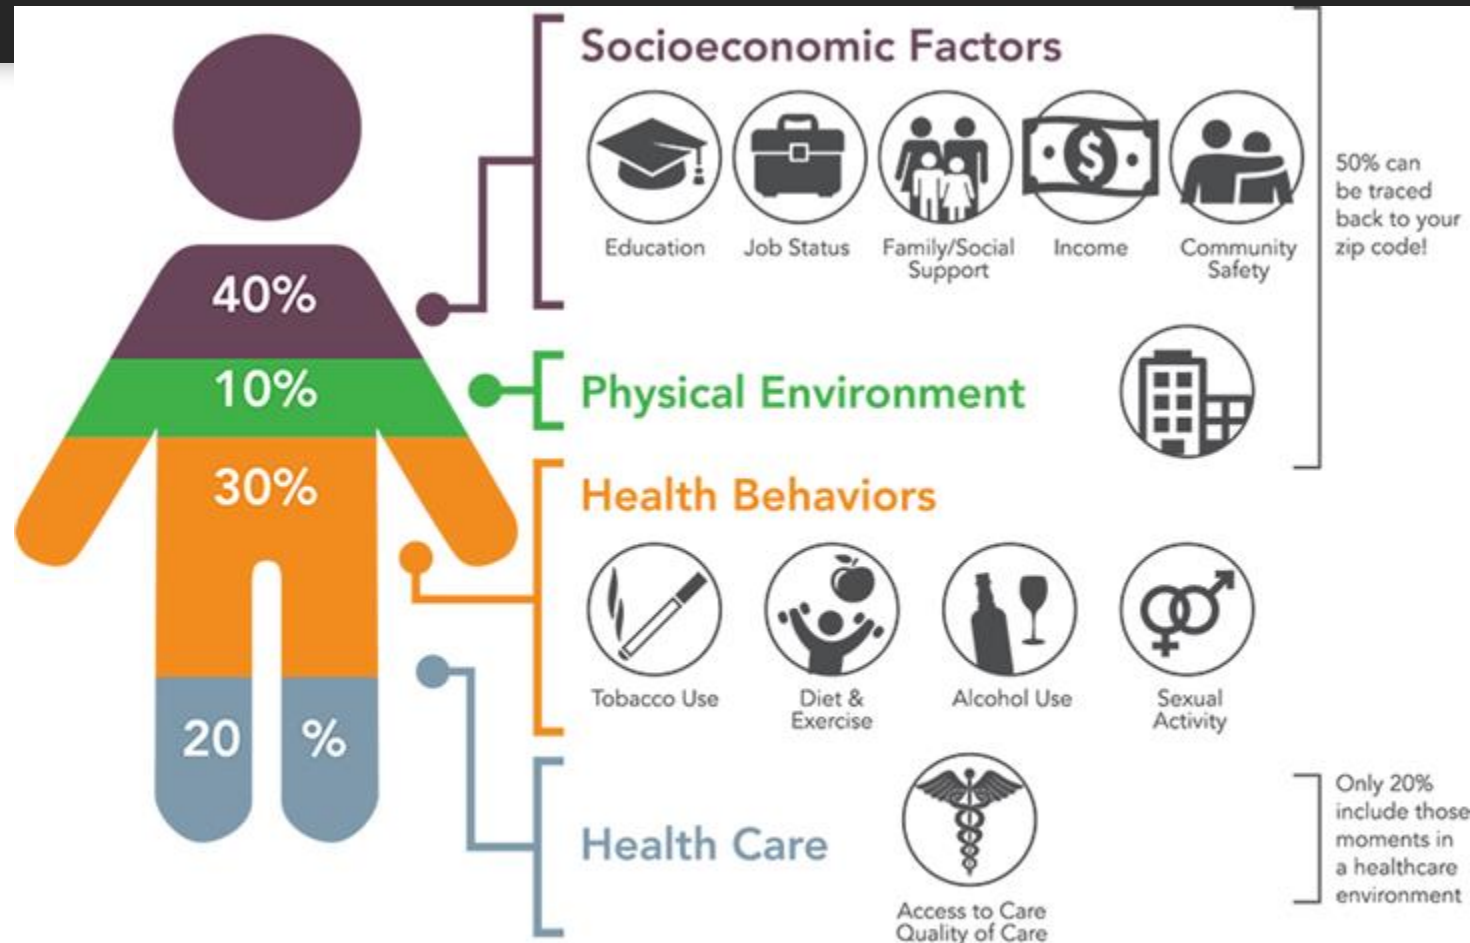 Socioeconomic Factors
Education
Job Status
Family/Social
Support
Income
Community
Safety
50% can
be traced
back to your
zip code!
40%
10%
Physical Environment
30%
Health Behaviors
Tobacco Use
Diet &
Exercise
Alcohol Use
Sexual
Activity
20 %
Health Care
Access to Care
Quality of Care
Only 20%
include those
moments in
a healthcare
environment